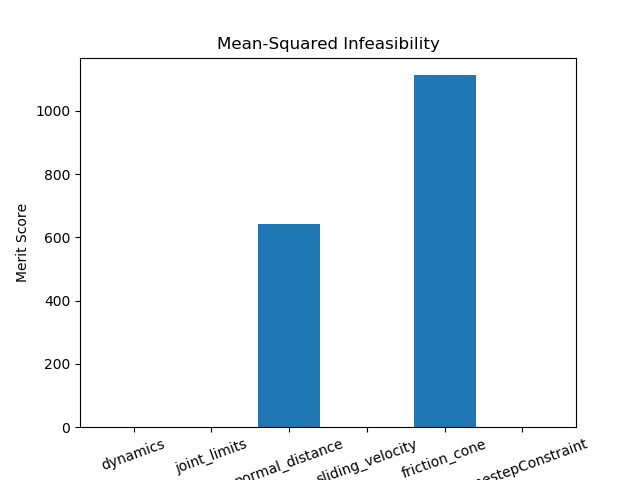 Mean-Squared Infeasibility
Merit Score
1000
800
600
400
200
0
dynamics
joint_limits
normal_distance
sliding_velocity
friction_cone
estepConstraint